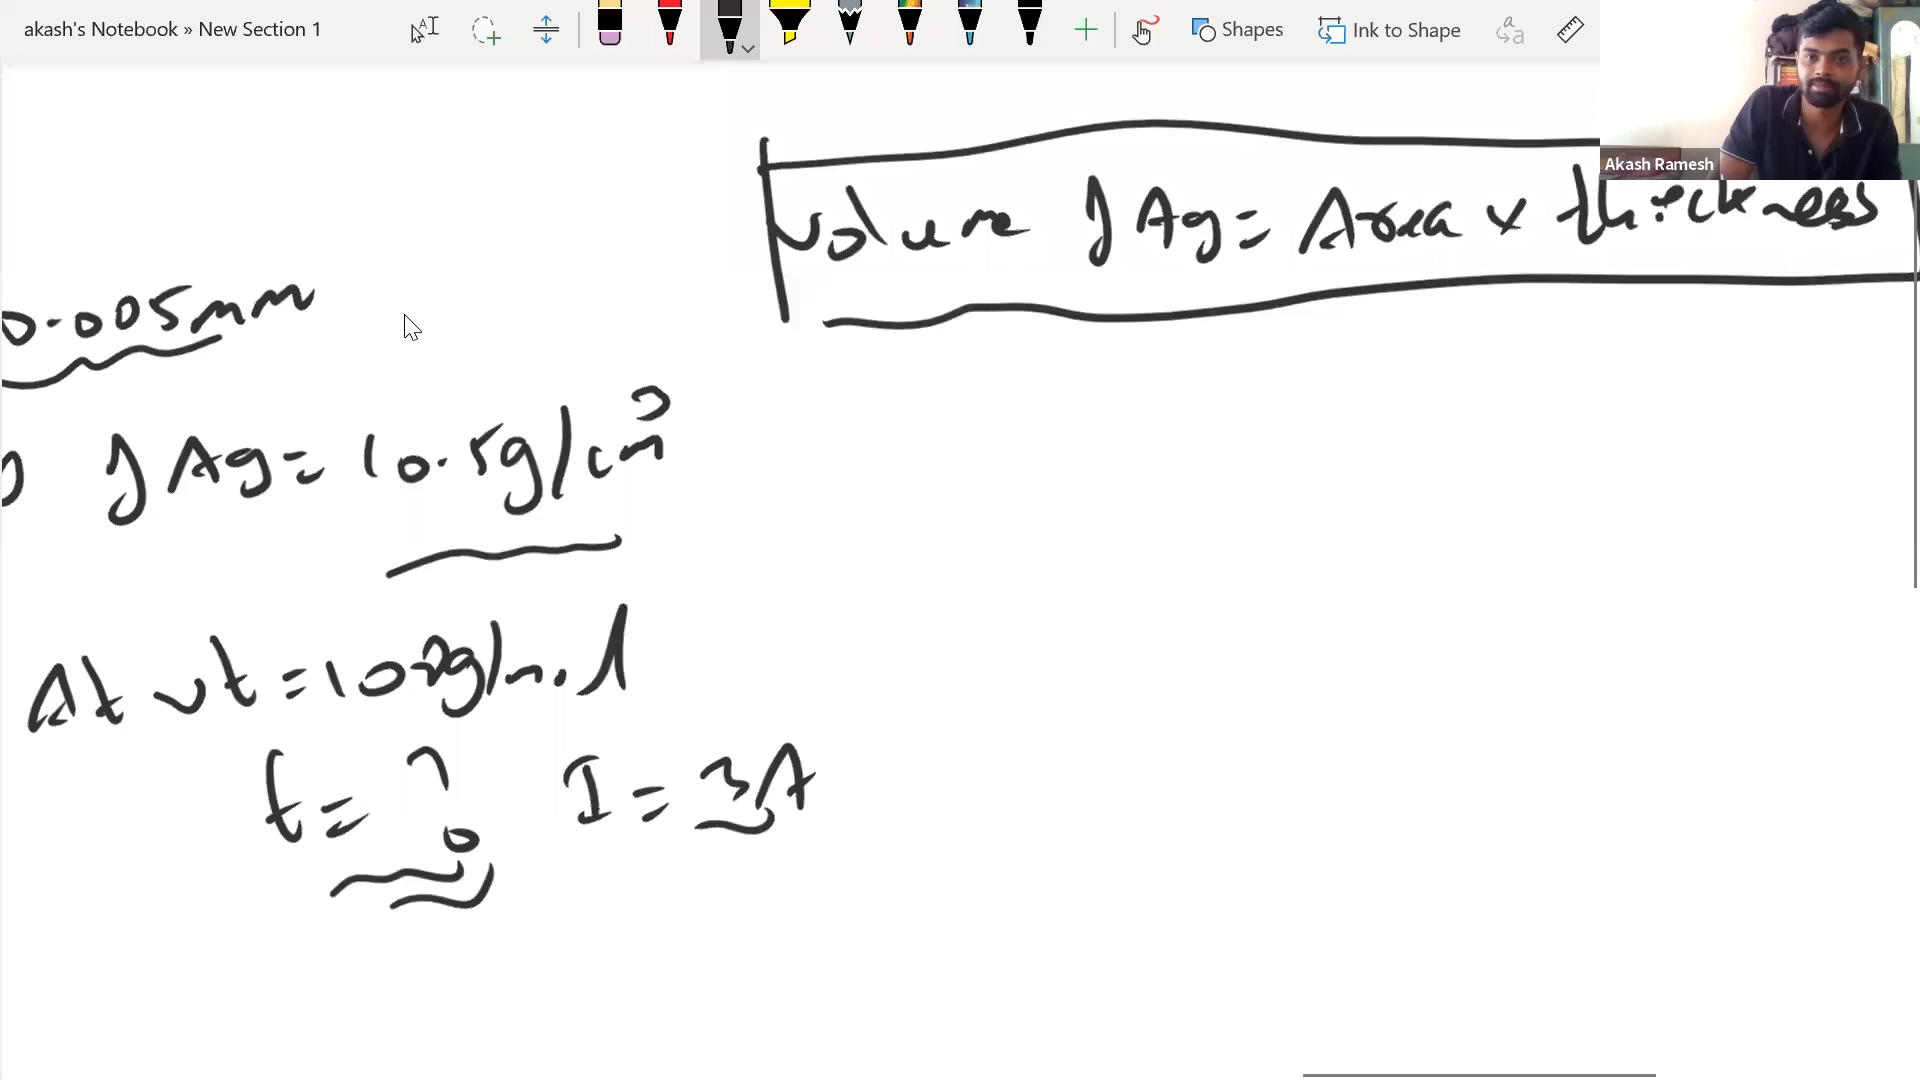 akash's Notebook » New Section 1
Shapes
Ink to Shape
Akash Ramesh
Volume of Ag = Area x thickness
0.005mm
of Ag = 10.5g/cm³
At wt = 108g/mol
t = ? I = 3A